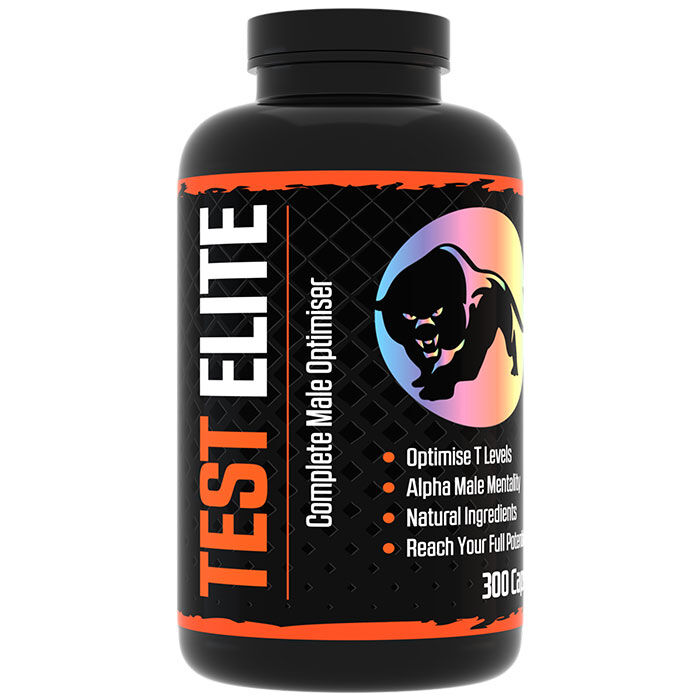 TEST ELITE
Complete Male Optimiser
Optimise T Levels
Alpha Male Mentality
Natural Ingredients
Reach Your Full
300